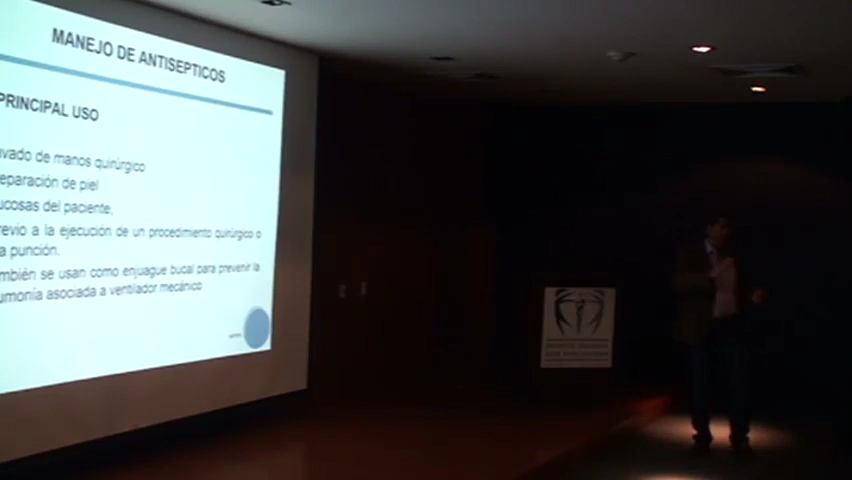 MANEJO DE ANTISEPTICOS
PRINCIPAL USO
avado de manos quirúrgico
eparación de piel
ucosas del paciente,
revio a la ejecución de un procedimiento quirúrgico o
a punción.
mbién se usan como enjuague bucal para prevenir la
umonía asociada a ventilador mecánico